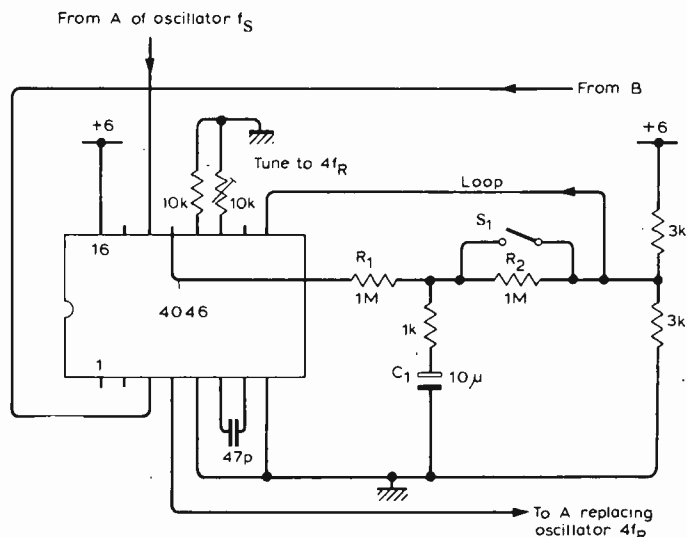 From A of oscillator fS
From B
+6
+6
Tune to 4fR
10k
10k
Loop
S1
3k
16
R1
R2
4046
1M
1M
3k
1k
1
C1
10μ
47p
To A replacing
oscillator 4fR